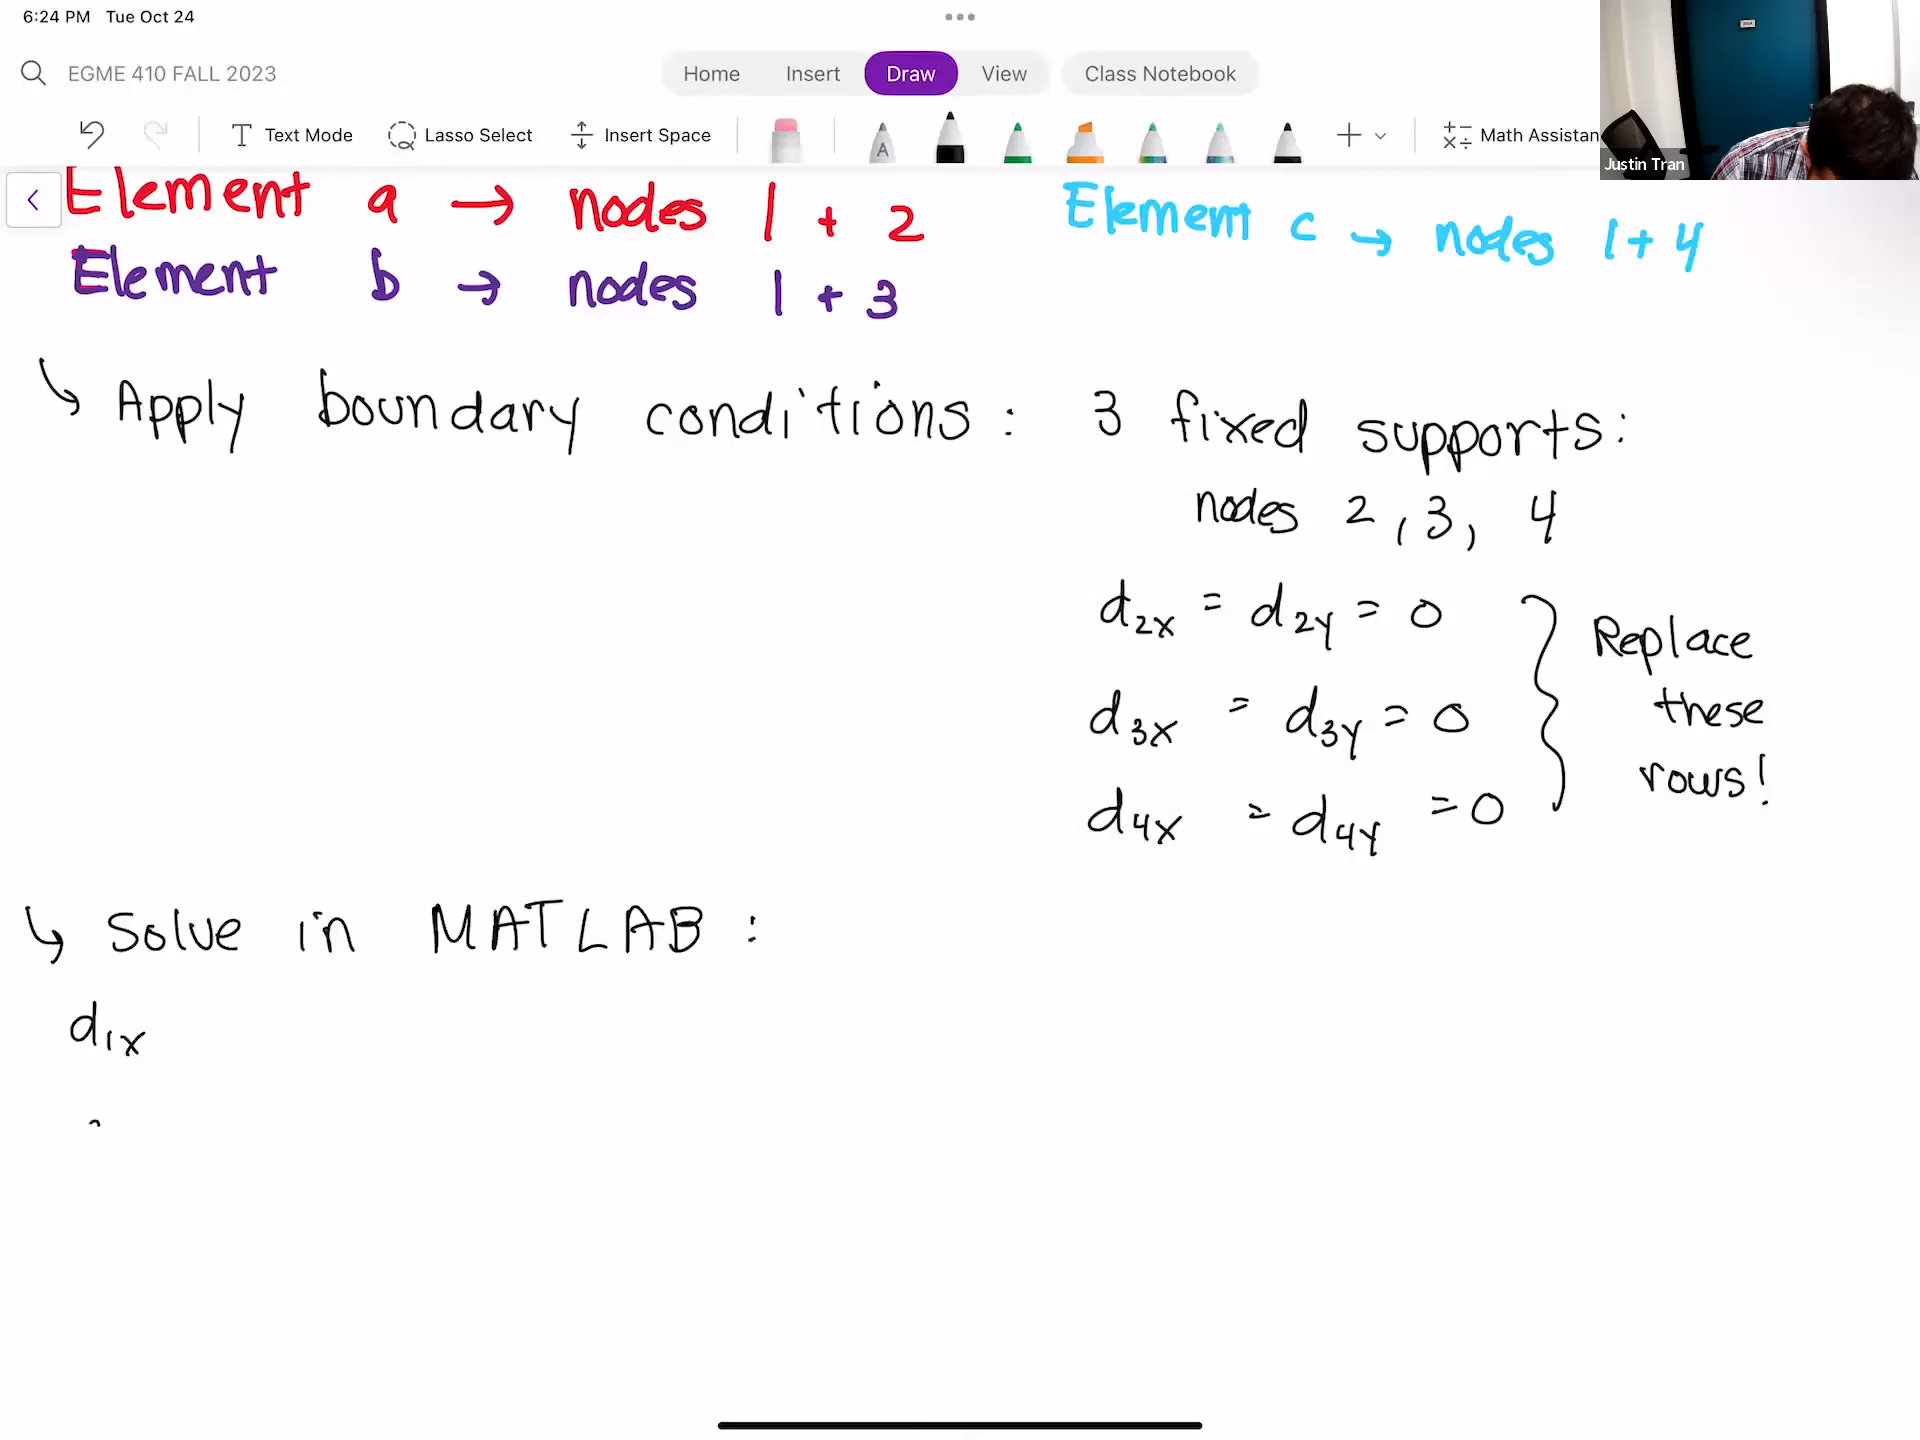 6:24 PM Tue Oct 24
EGME 410 FALL 2023
Home Insert Draw View Class Notebook
Text Mode Lasso Select Insert Space A Math Assistan
Justin Tran
Element a → nodes 1 + 2
Element b → nodes 1 + 3
Element c → nodes 1 + 4
↳ Apply boundary conditions : 3 fixed supports:
nodes 2, 3, 4
d2x = d2y = 0
d3x = d3y = 0
d4x = d4y = 0
Replace
these
rows!
↳ Solve in MATLAB :
d1x